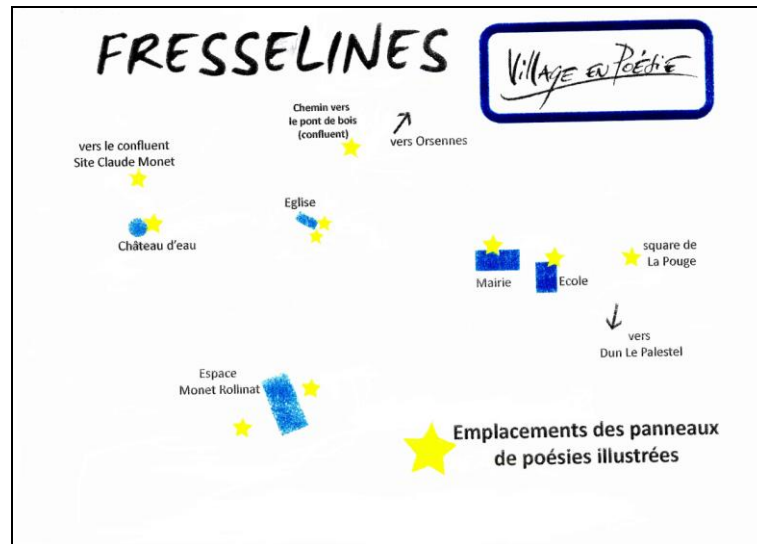 FRESSELINES
Village en Poésie
Chemin vers
le pont de bois
(confluent)
vers Orsennes
vers le confluent
Site Claude Monet
Eglise
Château d'eau
square de
La Pouge
Mairie
Ecole
vers
Dun Le Palestel
Espace
Monet Rollinat
Emplacements des panneaux
de poésies illustrées